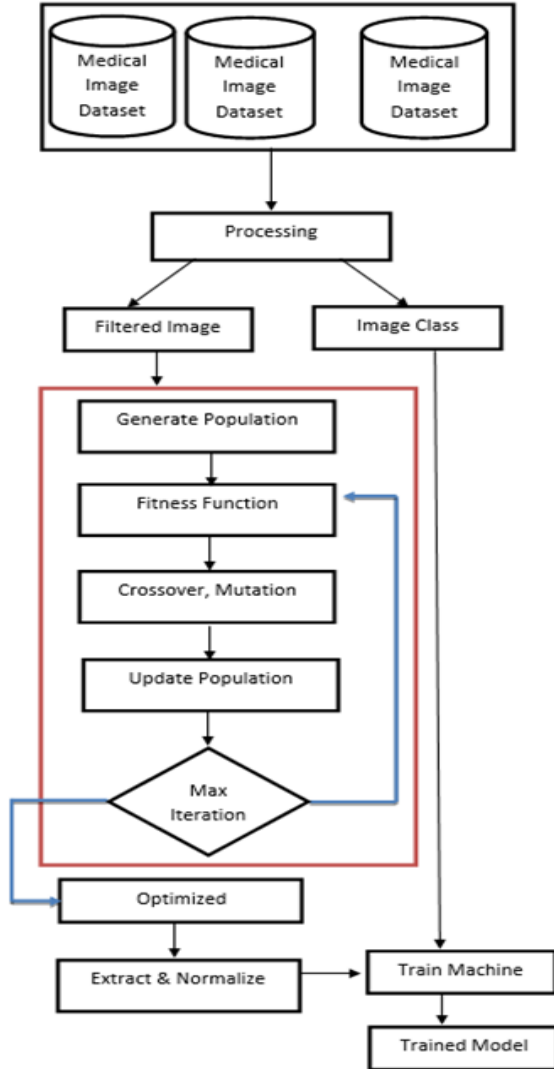 Medical
Image
Dataset
Medical
Image
Dataset
Medical
Image
Dataset
Processing
Filtered Image
Image Class
Generate Population
Fitness Function
Crossover, Mutation
Update Population
Max
Iteration
Optimized
Extract & Normalize
Train Machine
Trained Model